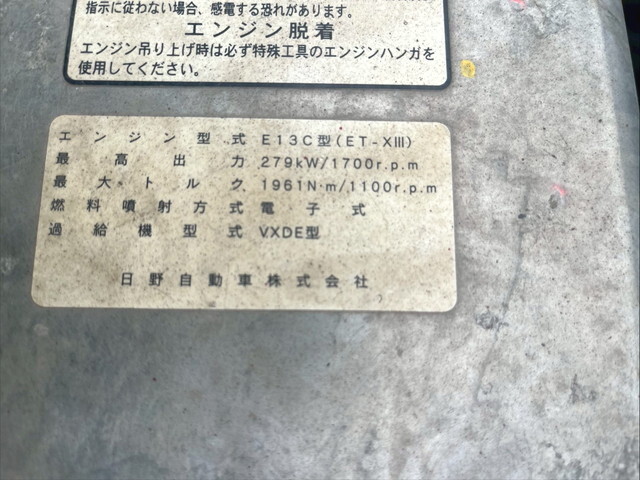 指示に従わない場合、感電する恐れがあります。
エンジン脱着
エンジン吊り上げ時は必ず特殊工具のエンジンハンガを
使用してください。
エンジン型式 E13C型(ET-XIII)
最高出力 279kW/1700r.p.m
最大トルク 1961N·m/1100r.p.m
燃料噴射方式 電子式
過給機型式 VXDE型
日野自動車株式会社